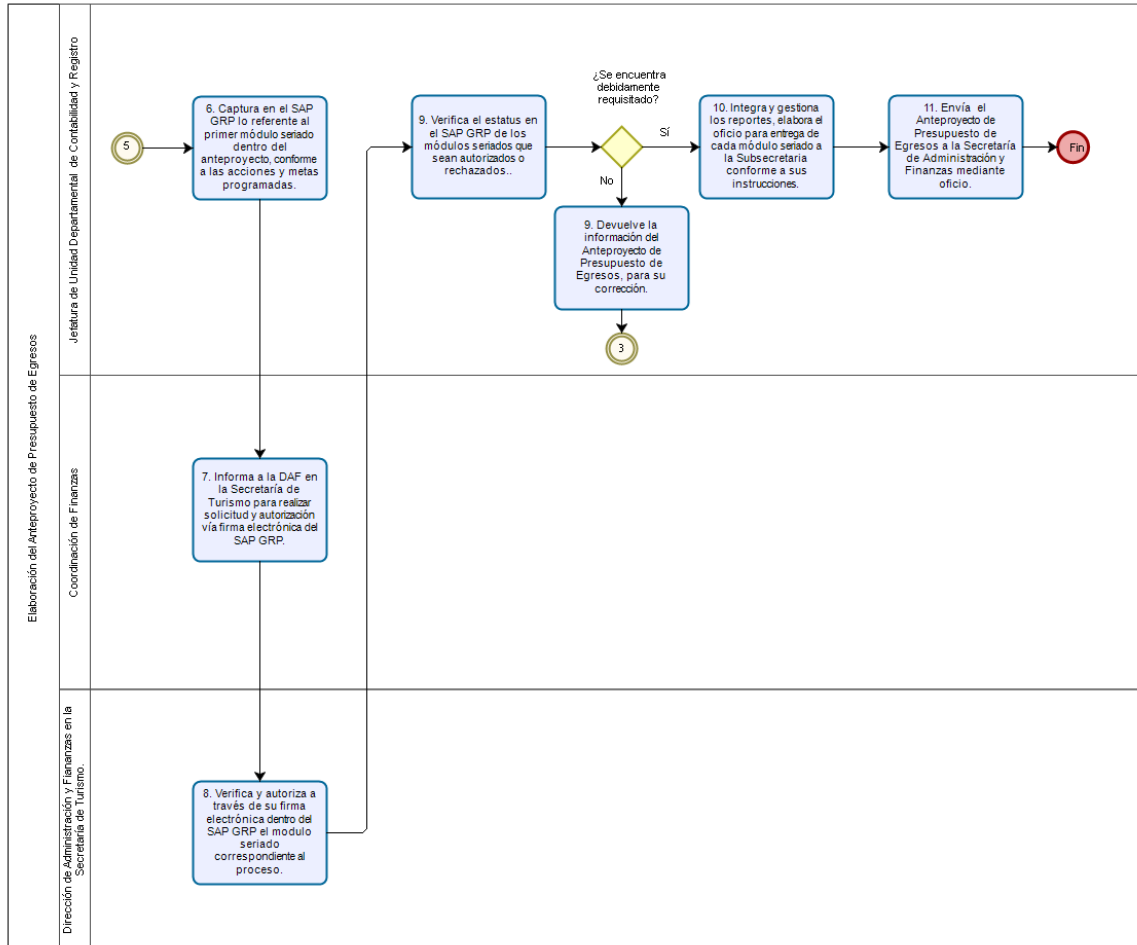 Elaboración del Anteproyecto de Presupuesto de Egresos
Jefatura de Unidad Departamental de Contabilidad y Registro
5
6. Captura en el SAP
GRP lo referente al
primer módulo seriado
dentro del
anteproyecto, conforme
a las acciones y metas
programadas.
9. Verifica el estatus en
el SAP GRP de los
módulos seriados que
sean autorizados o
rechazados..
¿Se encuentra
debidamente
requisitado?
Sí
No
10. Integra y gestiona
los reportes, elabora el
oficio para entrega de
cada módulo seriado a
la Subsecretaria
conforme a sus
instrucciones.
11. Envía el
Anteproyecto de
Presupuesto de
Egresos a la Secretaría
de Administración y
Finanzas mediante
oficio.
Fin
9. Devuelve la
información del
Anteproyecto de
Presupuesto de
Egresos, para su
corrección.
3
Coordinación de Finanzas
7. Informa a la DAF en
la Secretaría de
Turismo para realizar
solicitud y autorización
vía firma electrónica del
SAP GRP.
Dirección de Administración y Fiananzas en la
Secretaría de Turismo.
8. Verifica y autoriza a
través de su firma
electrónica dentro del
SAP GRP el modulo
seriado
correspondiente al
proceso.